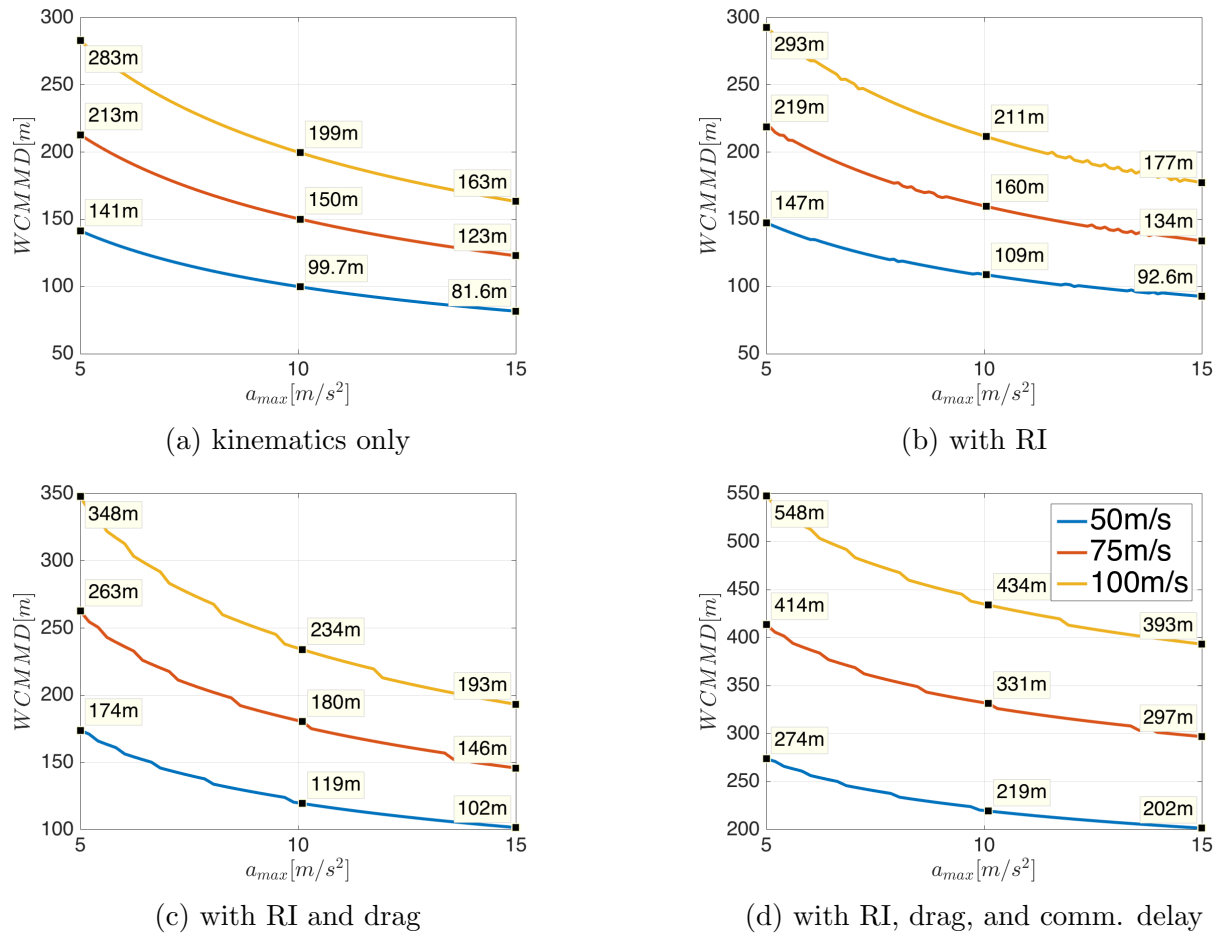 300
250
200
150
100
50
WCMMD[m]
283m
213m
141m
199m
150m
99.7m
163m
123m
81.6m
5
10
15
a_max[m/s²]
(a) kinematics only
300
250
200
150
100
50
WCMMD[m]
293m
219m
147m
211m
160m
109m
177m
134m
92.6m
5
10
15
a_max[m/s²]
(b) with RI
350
300
250
200
150
100
WCMMD[m]
348m
263m
174m
234m
180m
119m
193m
146m
102m
5
10
15
a_max[m/s²]
(c) with RI and drag
550
500
450
400
350
300
250
200
WCMMD[m]
548m
414m
274m
434m
331m
219m
393m
297m
202m
50m/s
75m/s
100m/s
5
10
15
a_max[m/s²]
(d) with RI, drag, and comm. delay